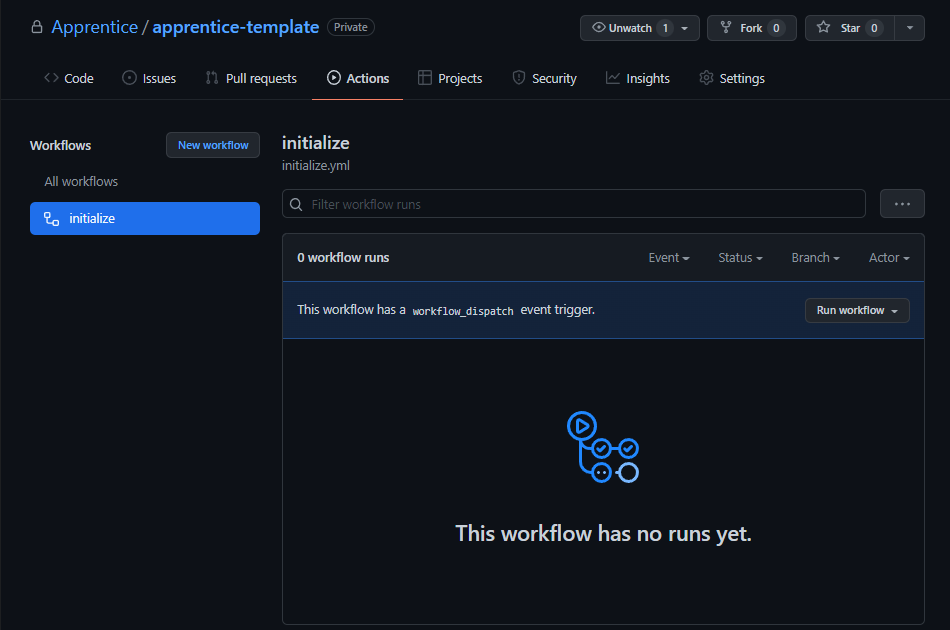 Apprentice / apprentice-template Private Unwatch 1 Fork 0 Star 0
Code Issues Pull requests Actions Projects Security Insights Settings
Workflows New workflow
All workflows
initialize
initialize
initialize.yml
Filter workflow runs
0 workflow runs Event Status Branch Actor
This workflow has a workflow_dispatch event trigger. Run workflow
This workflow has no runs yet.